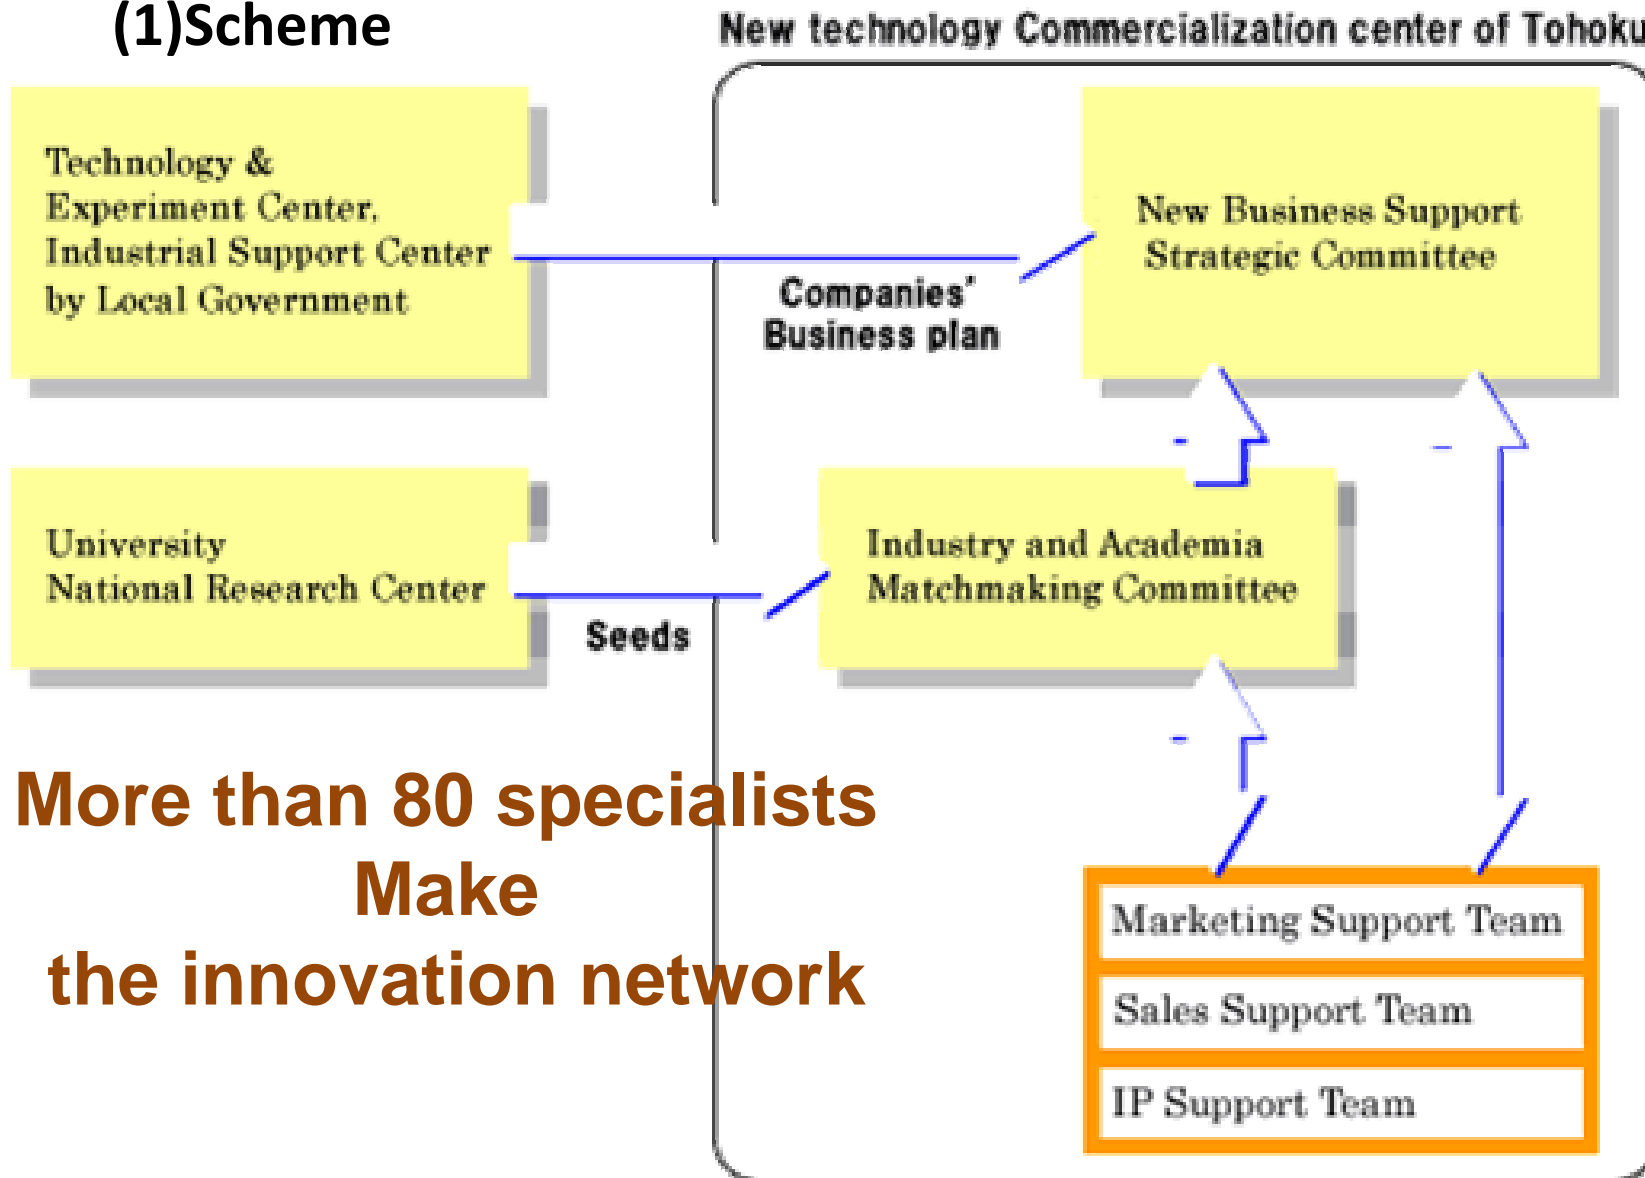 (1)Scheme
New technology Commercialization center of Tohoku
Technology &
Experiment Center,
Industrial Support Center
by Local Government
New Business Support
Strategic Committee
Companies'
Business plan
University
National Research Center
Seeds
Industry and Academia
Matchmaking Committee
More than 80 specialists
Make
the innovation network
Marketing Support Team
Sales Support Team
IP Support Team